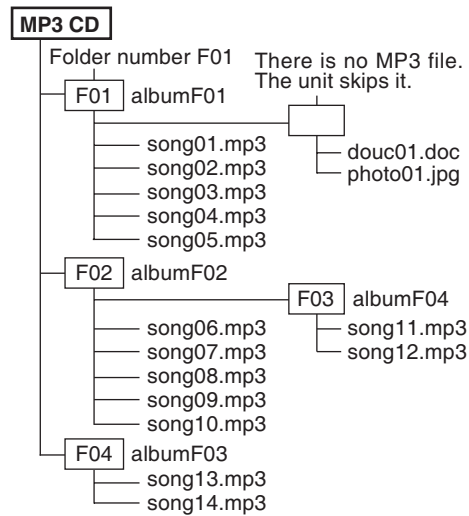 MP3 CD
Folder number F01
There is no MP3 file.
The unit skips it.
F01 albumF01
song01.mp3
song02.mp3
song03.mp3
song04.mp3
song05.mp3
douc01.doc
photo01.jpg
F02 albumF02
F03 albumF04
song06.mp3
song07.mp3
song08.mp3
song09.mp3
song10.mp3
song11.mp3
song12.mp3
F04 albumF03
song13.mp3
song14.mp3